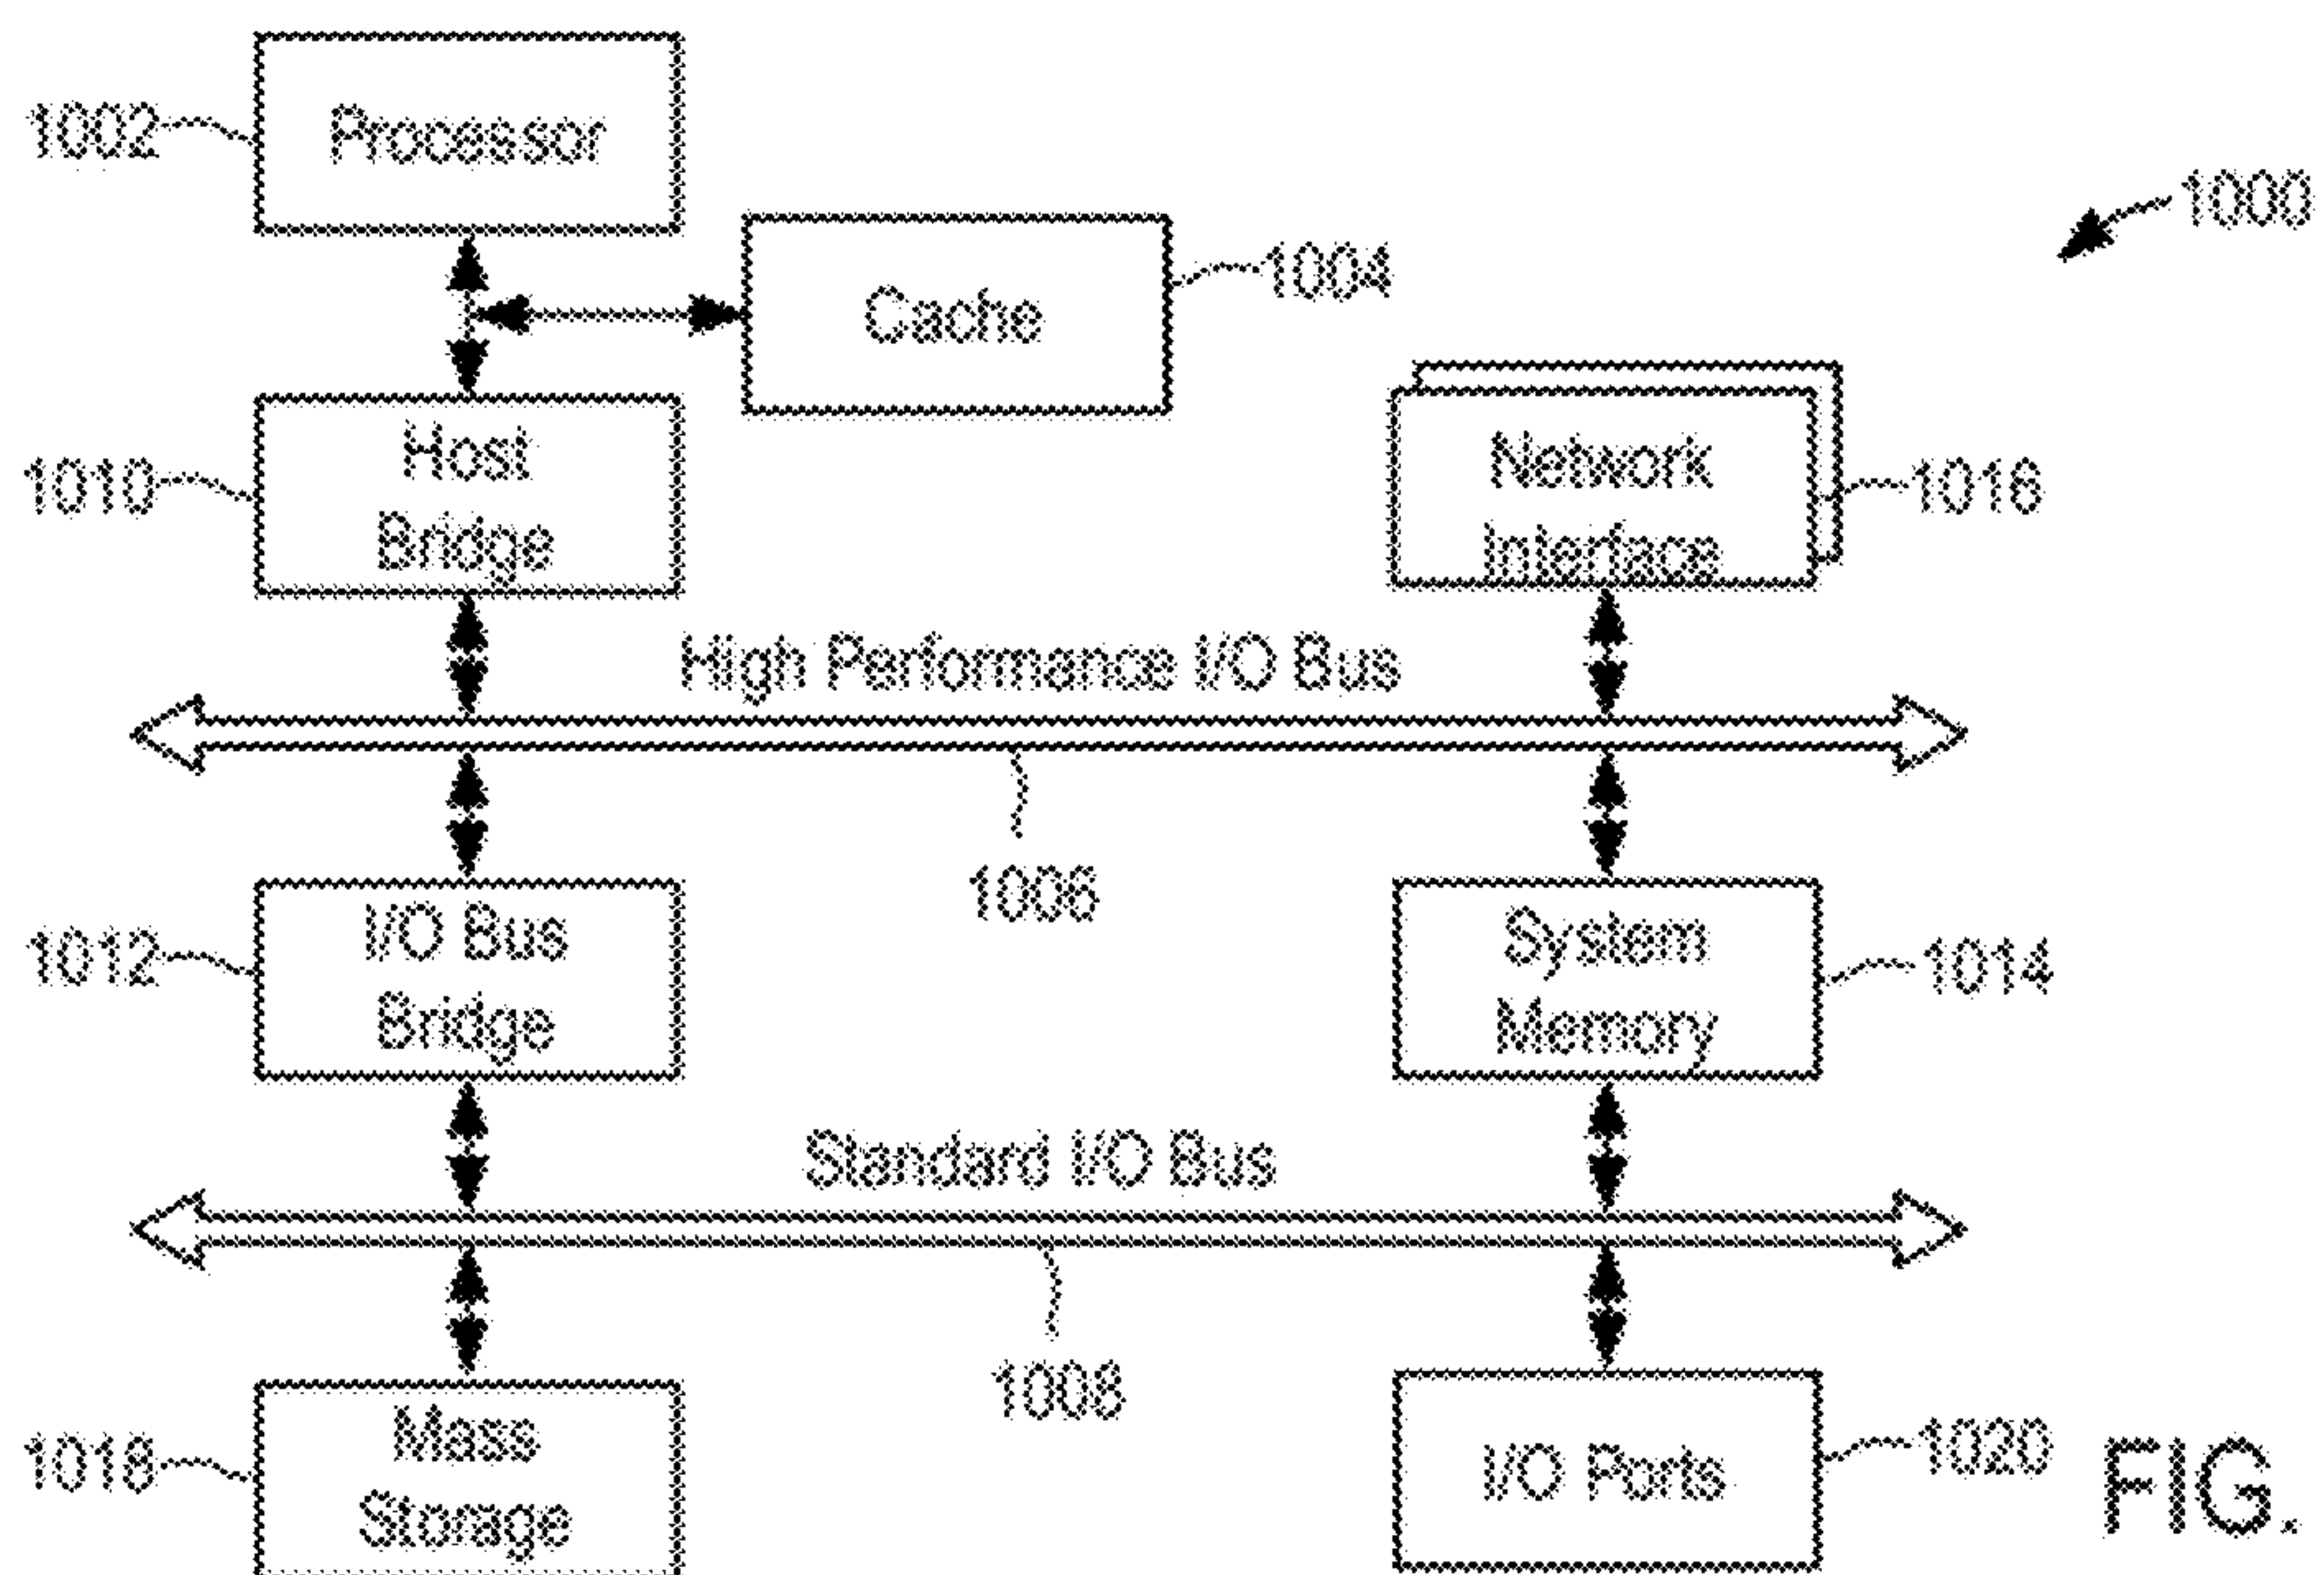 1002
Processor
1000
Cache
1004
1010
Host
Bridge
Network
Interface
1016
High Performance I/O Bus
1006
1012
I/O Bus
Bridge
System
Memory
1014
Standard I/O Bus
1008
1018
Mass
Storage
I/O Ports
1020
FIG.